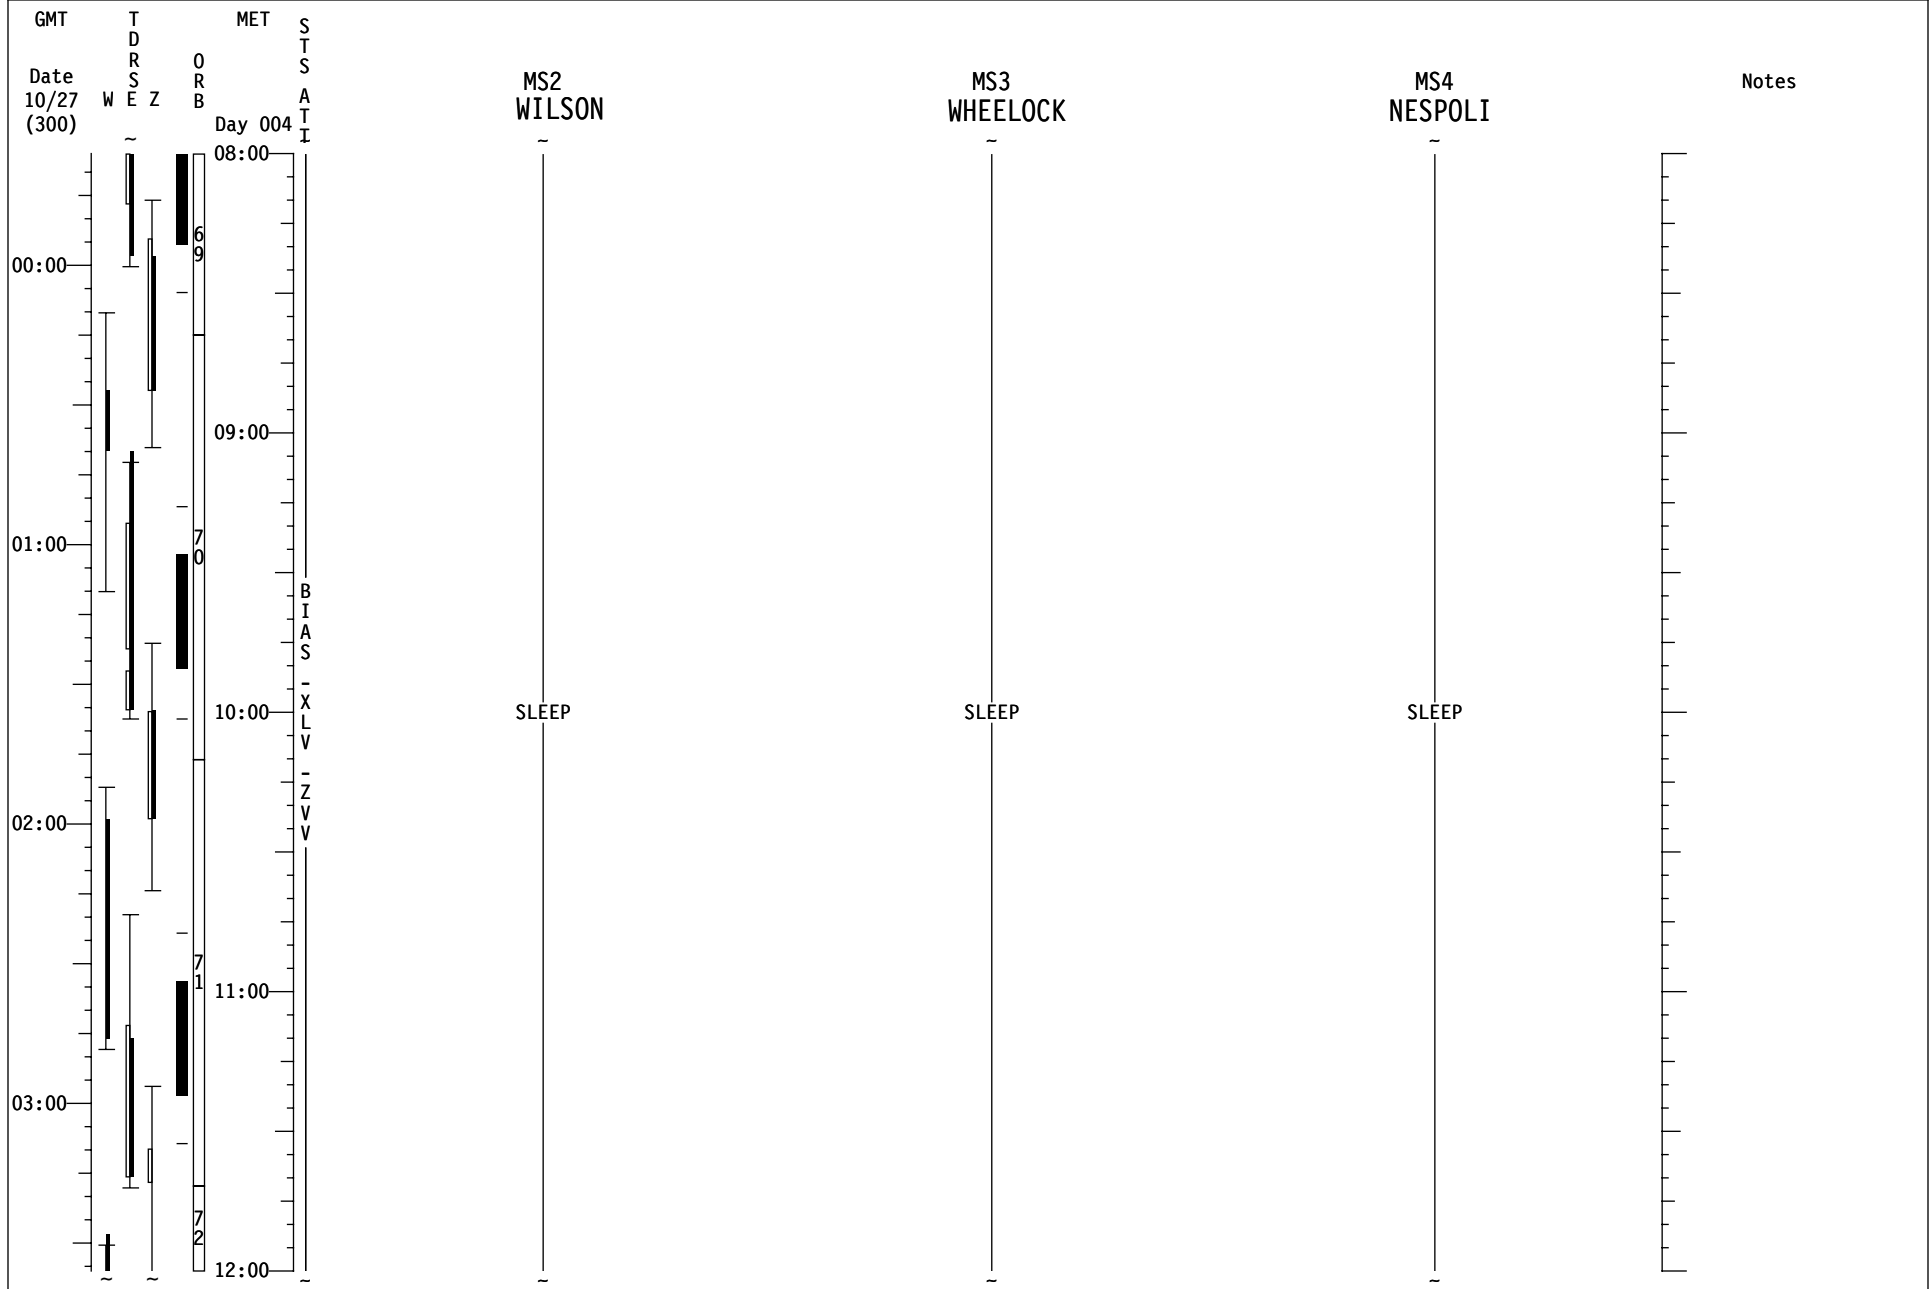 GMT
TDRS
MET
STS ATT
ORB
Date
10/27
(300)
W E Z
Day 004
MS2
WILSON
MS3
WHEELOCK
MS4
NESPOLI
Notes
~
~
~
~
08:00
69
00:00
09:00
70
01:00
BIAS -XLV -ZVV
10:00
SLEEP
SLEEP
SLEEP
02:00
71
11:00
03:00
72
12:00
~
~
~
~
~
~